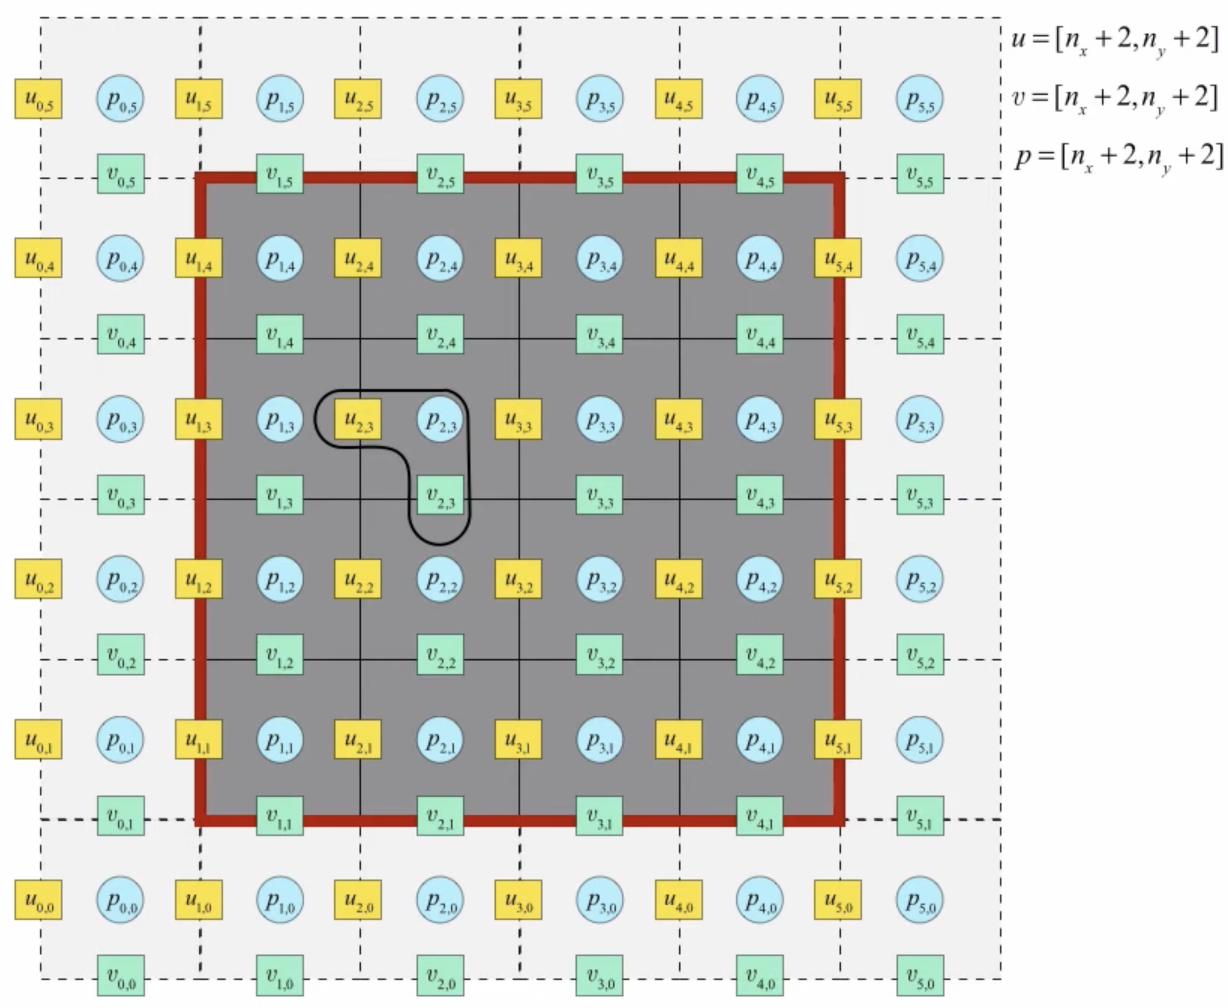 u = [n_x + 2, n_y + 2]
u_{0,5} p_{0,5} u_{1,5} p_{1,5} u_{2,5} p_{2,5} u_{3,5} p_{3,5} u_{4,5} p_{4,5} u_{5,5} p_{5,5} v = [n_x + 2, n_y + 2]
p = [n_x + 2, n_y + 2]
v_{0,5} v_{1,5} v_{2,5} v_{3,5} v_{4,5} v_{5,5}
u_{0,4} p_{0,4} u_{1,4} p_{1,4} u_{2,4} p_{2,4} u_{3,4} p_{3,4} u_{4,4} p_{4,4} u_{5,4} p_{5,4}
v_{0,4} v_{1,4} v_{2,4} v_{3,4} v_{4,4} v_{5,4}
u_{0,3} p_{0,3} u_{1,3} p_{1,3} u_{2,3} p_{2,3} u_{3,3} p_{3,3} u_{4,3} p_{4,3} u_{5,3} p_{5,3}
v_{0,3} v_{1,3} v_{2,3} v_{3,3} v_{4,3} v_{5,3}
u_{0,2} p_{0,2} u_{1,2} p_{1,2} u_{2,2} p_{2,2} u_{3,2} p_{3,2} u_{4,2} p_{4,2} u_{5,2} p_{5,2}
v_{0,2} v_{1,2} v_{2,2} v_{3,2} v_{4,2} v_{5,2}
u_{0,1} p_{0,1} u_{1,1} p_{1,1} u_{2,1} p_{2,1} u_{3,1} p_{3,1} u_{4,1} p_{4,1} u_{5,1} p_{5,1}
v_{0,1} v_{1,1} v_{2,1} v_{3,1} v_{4,1} v_{5,1}
u_{0,0} p_{0,0} u_{1,0} p_{1,0} u_{2,0} p_{2,0} u_{3,0} p_{3,0} u_{4,0} p_{4,0} u_{5,0} p_{5,0}
v_{0,0} v_{1,0} v_{2,0} v_{3,0} v_{4,0} v_{5,0}